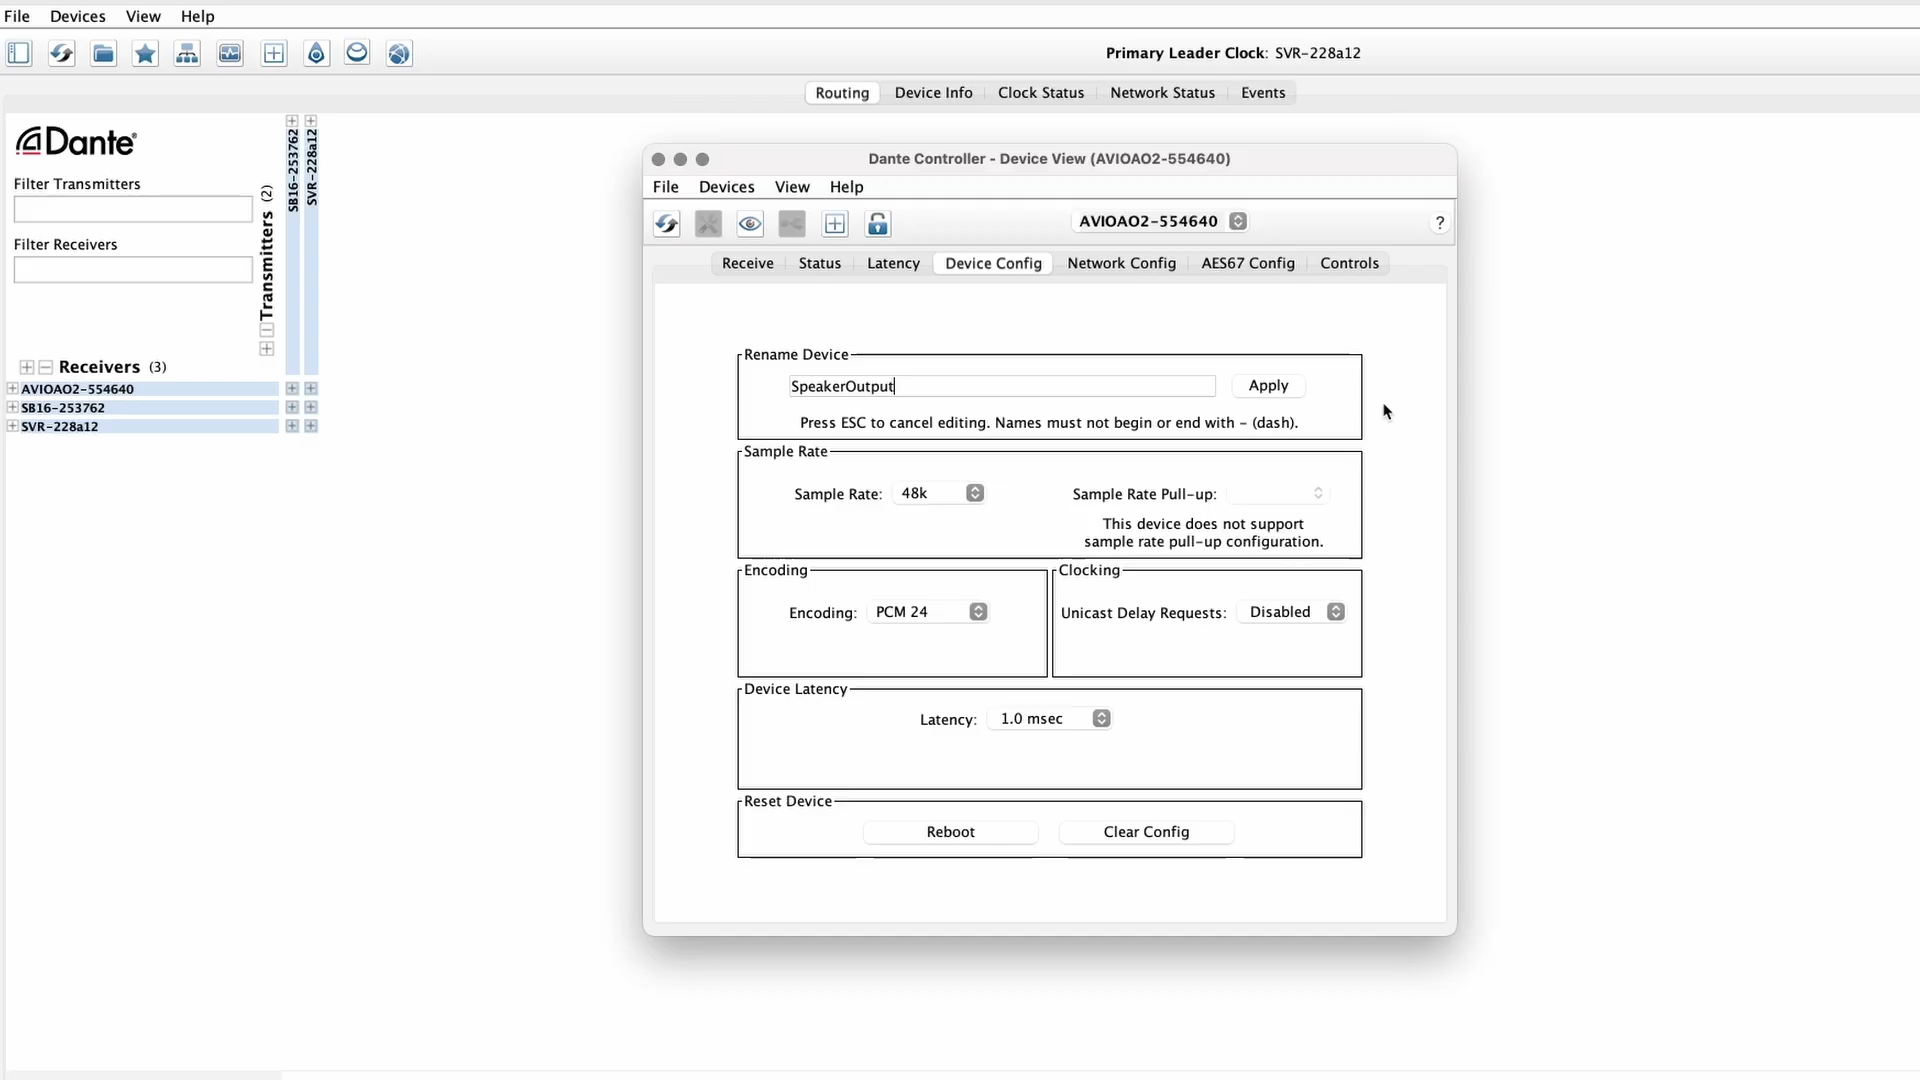 File Devices View Help
Primary Leader Clock: SVR-228a12
Routing Device Info Clock Status Network Status Events
Dante
Filter Transmitters
Filter Receivers
Transmitters (2)
SB16-253762
SVR-228a12
Receivers (3)
AVIOAO2-554640
SB16-253762
SVR-228a12
Dante Controller - Device View (AVIOAO2-554640)
File Devices View Help
AVIOAO2-554640
?
Receive Status Latency Device Config Network Config AES67 Config Controls
Rename Device
SpeakerOutput
Apply
Press ESC to cancel editing. Names must not begin or end with - (dash).
Sample Rate
Sample Rate: 48k
Sample Rate Pull-up:
This device does not support
sample rate pull-up configuration.
Encoding
Encoding: PCM 24
Clocking
Unicast Delay Requests: Disabled
Device Latency
Latency: 1.0 msec
Reset Device
Reboot Clear Config